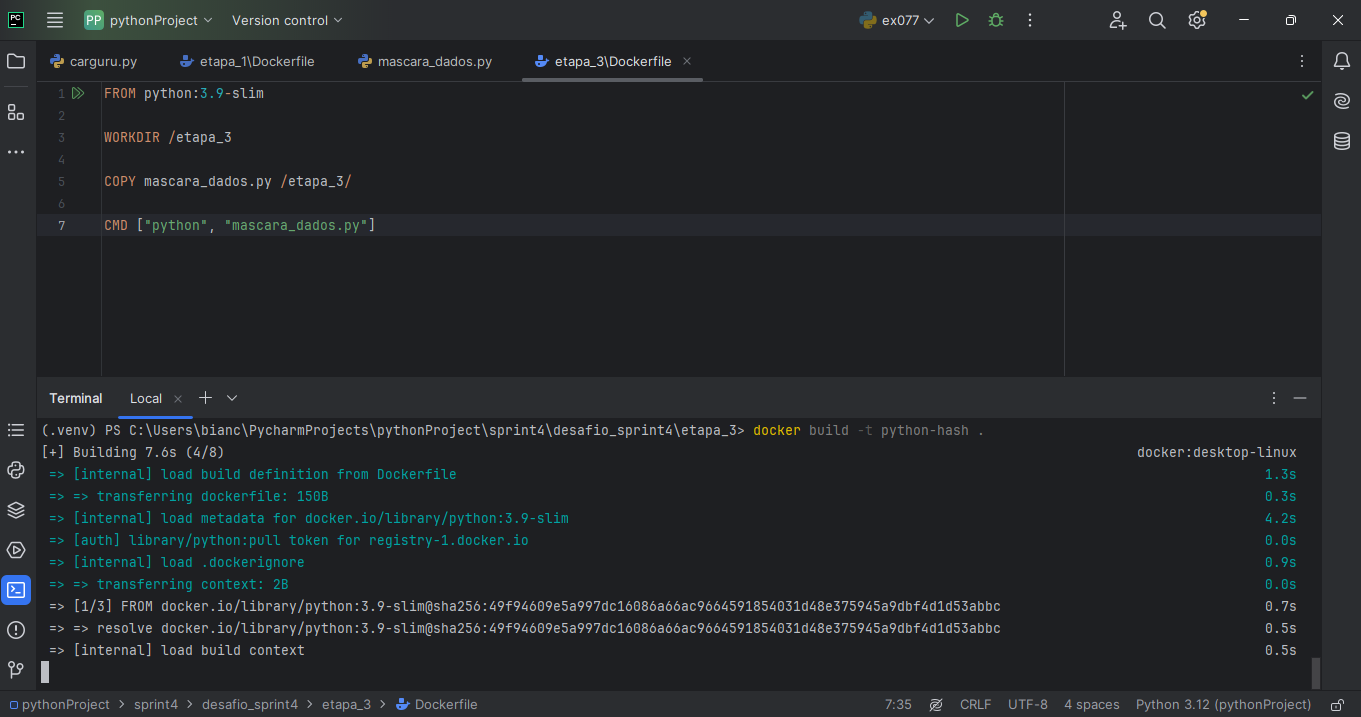 PC
PP pythonProject Version control ex077
carguru.py etapa_1\Dockerfile mascara_dados.py etapa_3\Dockerfile
1 FROM python:3.9-slim
2
3 WORKDIR /etapa_3
4
5 COPY mascara_dados.py /etapa_3/
6
7 CMD ["python", "mascara_dados.py"]
Terminal Local
(.venv) PS C:\Users\bianc\PycharmProjects\pythonProject\sprint4\desafio_sprint4\etapa_3> docker build -t python-hash .
[+] Building 7.6s (4/8) docker:desktop-linux
=> [internal] load build definition from Dockerfile 1.3s
=> => transferring dockerfile: 150B 0.3s
=> [internal] load metadata for docker.io/library/python:3.9-slim 4.2s
=> [auth] library/python:pull token for registry-1.docker.io 0.0s
=> [internal] load .dockerignore 0.9s
=> => transferring context: 2B 0.0s
=> [1/3] FROM docker.io/library/python:3.9-slim@sha256:49f94609e5a997dc16086a66ac9664591854031d48e375945a9dbf4d1d53abbc 0.7s
=> => resolve docker.io/library/python:3.9-slim@sha256:49f94609e5a997dc16086a66ac9664591854031d48e375945a9dbf4d1d53abbc 0.5s
=> [internal] load build context 0.5s
pythonProject > sprint4 > desafio_sprint4 > etapa_3 > Dockerfile 7:35 CRLF UTF-8 4 spaces Python 3.12 (pythonProject)